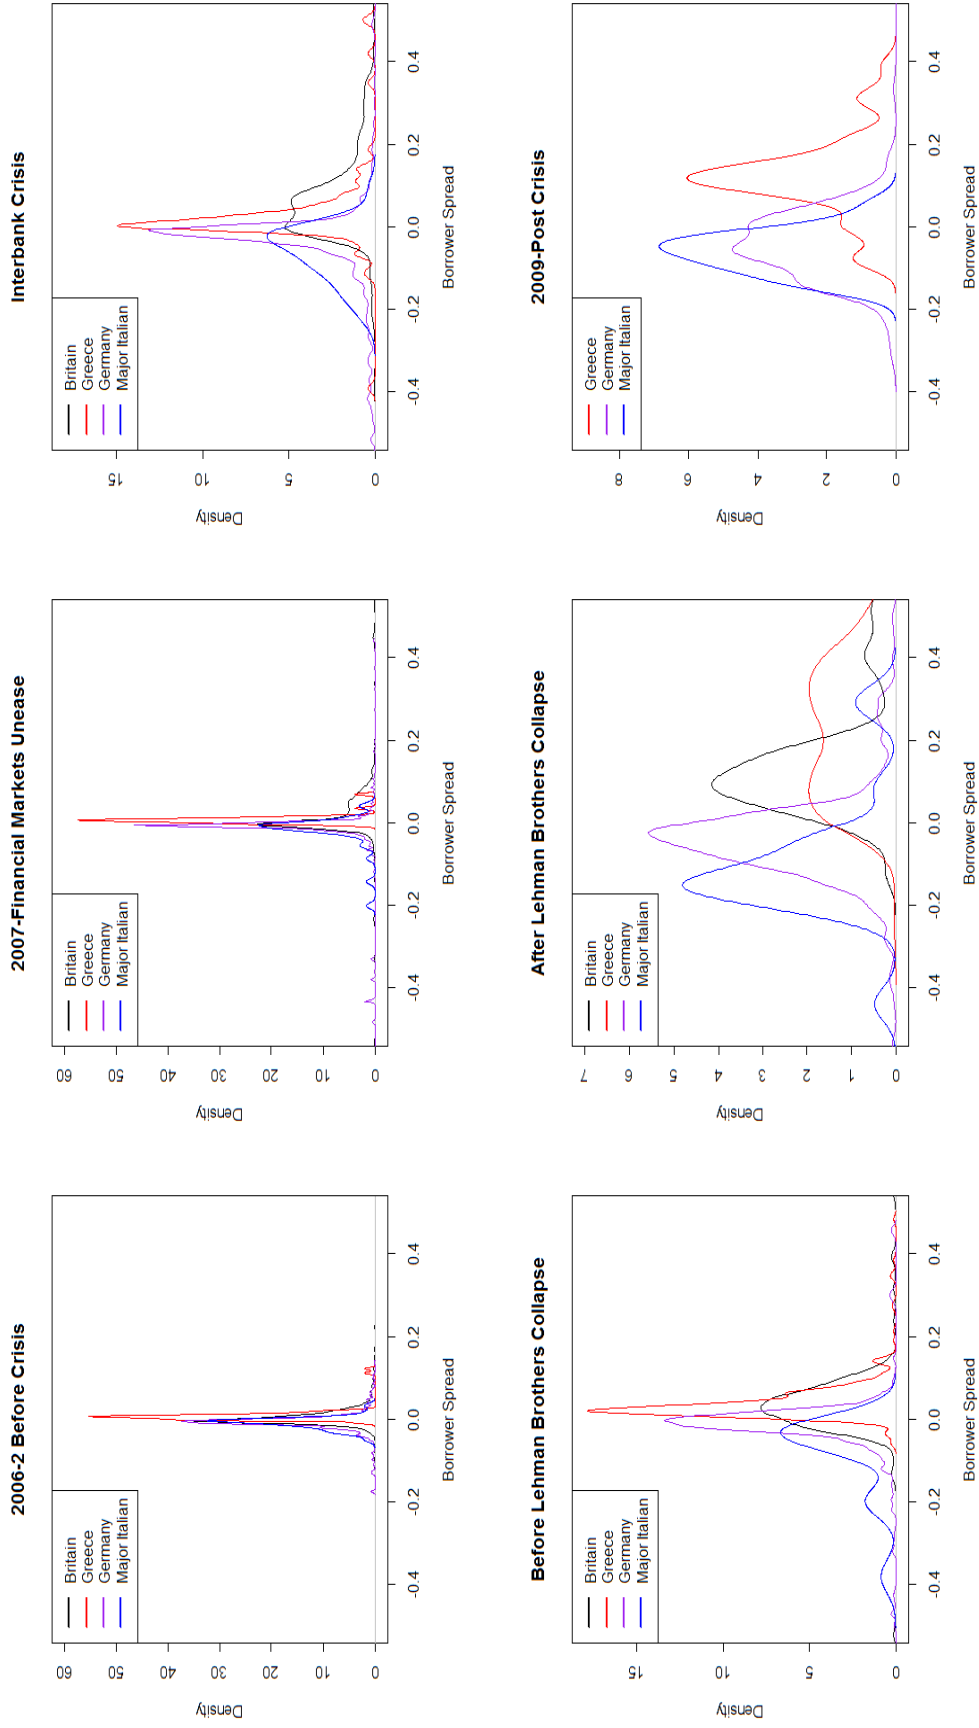 2006-2 Before Crisis
Britain
Greece
Germany
Major Italian
Density
60
50
40
30
20
10
0
-0.4 -0.2 0.0 0.2 0.4
Borrower Spread
2007-Financial Markets Unease
Britain
Greece
Germany
Major Italian
Density
60
50
40
30
20
10
0
-0.4 -0.2 0.0 0.2 0.4
Borrower Spread
Interbank Crisis
Britain
Greece
Germany
Major Italian
Density
15
10
5
0
-0.4 -0.2 0.0 0.2 0.4
Borrower Spread
Before Lehman Brothers Collapse
Britain
Greece
Germany
Major Italian
Density
15
10
5
0
-0.4 -0.2 0.0 0.2 0.4
Borrower Spread
After Lehman Brothers Collapse
Britain
Greece
Germany
Major Italian
Density
7
6
5
4
3
2
1
0
-0.4 -0.2 0.0 0.2 0.4
Borrower Spread
2009-Post Crisis
Greece
Germany
Major Italian
Density
8
6
4
2
0
-0.4 -0.2 0.0 0.2 0.4
Borrower Spread